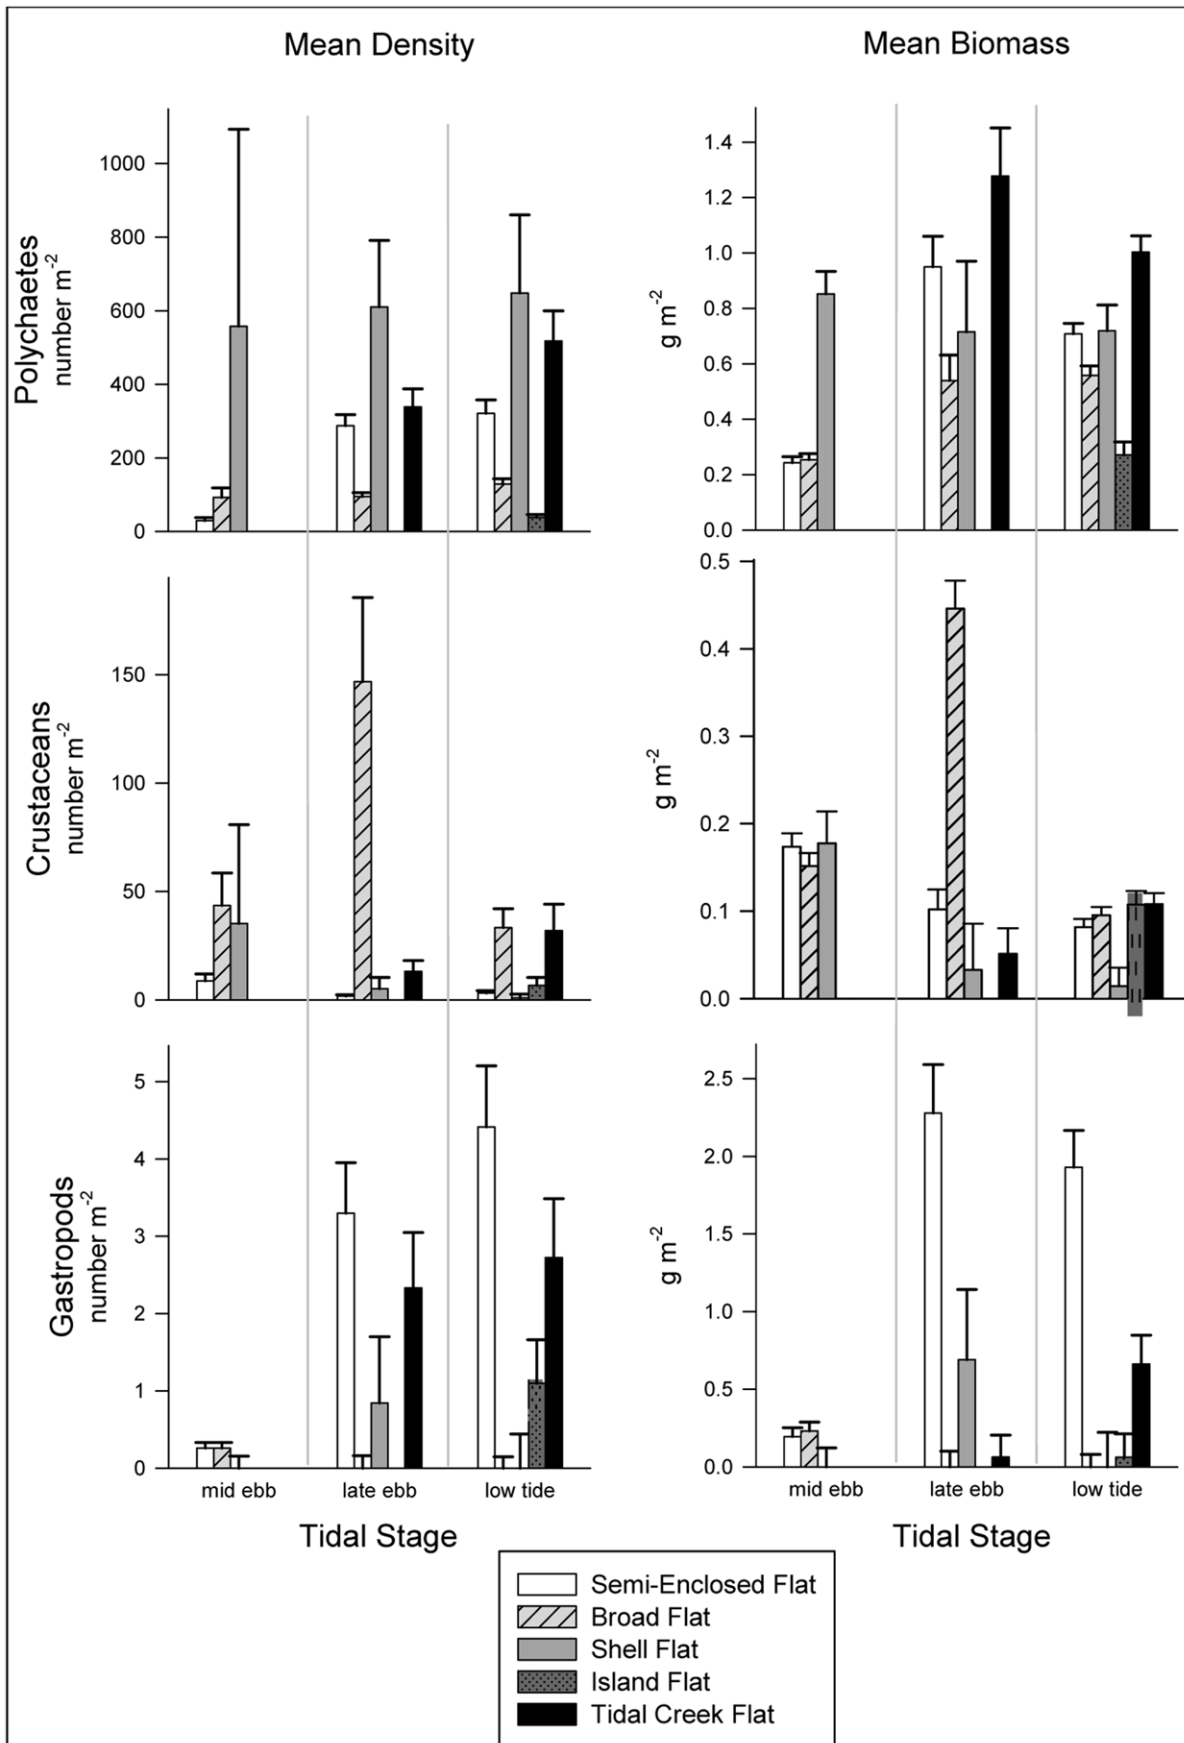 Mean Density
Mean Biomass
Polychaetes
number m⁻²
1000
800
600
400
200
0
g m⁻²
1.4
1.2
1.0
0.8
0.6
0.4
0.2
0.0
Crustaceans
number m⁻²
150
100
50
0
g m⁻²
0.5
0.4
0.3
0.2
0.1
0.0
Gastropods
number m⁻²
5
4
3
2
1
0
g m⁻²
2.5
2.0
1.5
1.0
0.5
0.0
mid ebb late ebb low tide
mid ebb late ebb low tide
Tidal Stage
Tidal Stage
Semi-Enclosed Flat
Broad Flat
Shell Flat
Island Flat
Tidal Creek Flat